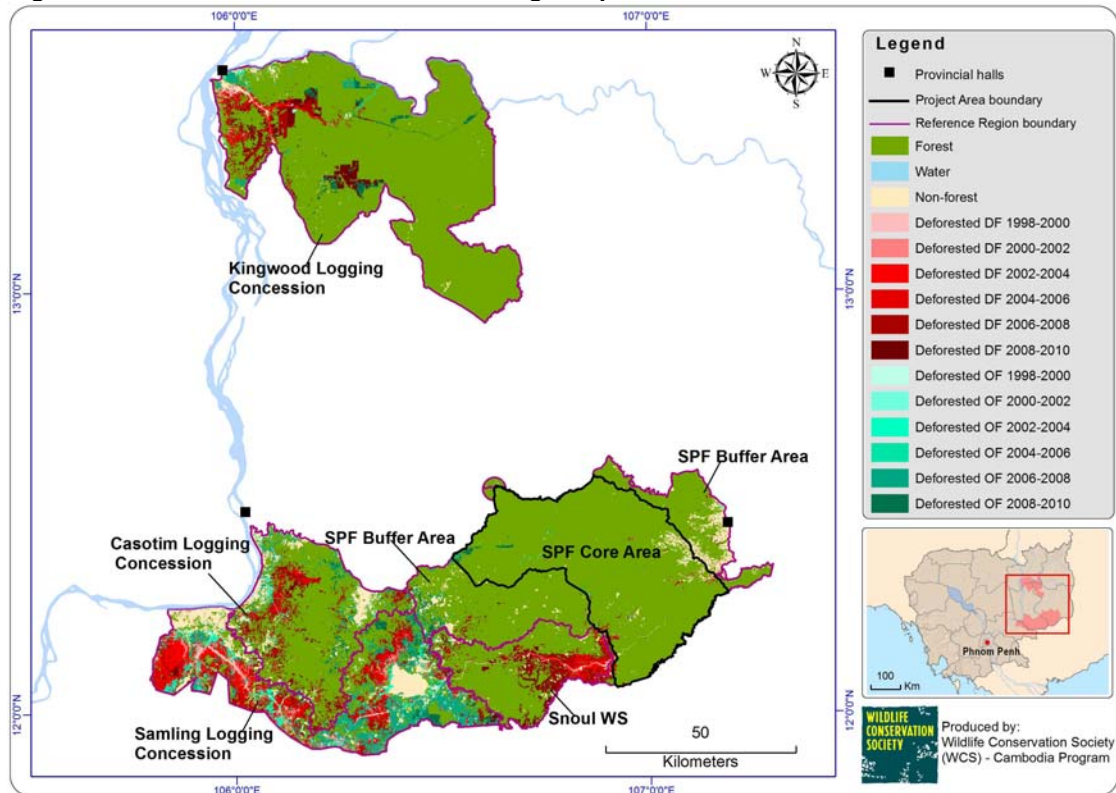 106°0'0"E
107°0'0"E
N
W
E
S
13°0'0"N
13°0'0"N
Kingwood Logging
Concession
SPF Buffer Area
Casotim Logging
Concession
SPF Buffer Area
SPF Core Area
12°0'0"N
12°0'0"N
Samling Logging
Concession
Snoul WS
50
Kilometers
106°0'0"E
107°0'0"E
Legend
Provincial halls
Project Area boundary
Reference Region boundary
Forest
Water
Non-forest
Deforested DF 1998-2000
Deforested DF 2000-2002
Deforested DF 2002-2004
Deforested DF 2004-2006
Deforested DF 2006-2008
Deforested DF 2008-2010
Deforested OF 1998-2000
Deforested OF 2000-2002
Deforested OF 2002-2004
Deforested OF 2004-2006
Deforested OF 2006-2008
Deforested OF 2008-2010
Phnom Penh
100
Km
WILDLIFE
CONSERVATION
SOCIETY
Produced by:
Wildlife Conservation Society
(WCS) - Cambodia Program